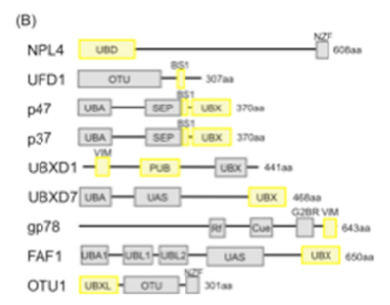 (B)
NPL4 UBD NZF 608aa
UFD1 OTU BS1 307aa
p47 UBA SEP BS1 UBX 370aa
p37 UBA SEP BS1 UBX 370aa
UBXD1 VIM PUB UBX 441aa
UBXD7 UBA UAS UBX 468aa
gp78 Rf Cue G2BR VIM 643aa
FAF1 UBA1 UBL1 UBL2 UAS UBX 650aa
OTU1 UBXL OTU NZF 301aa